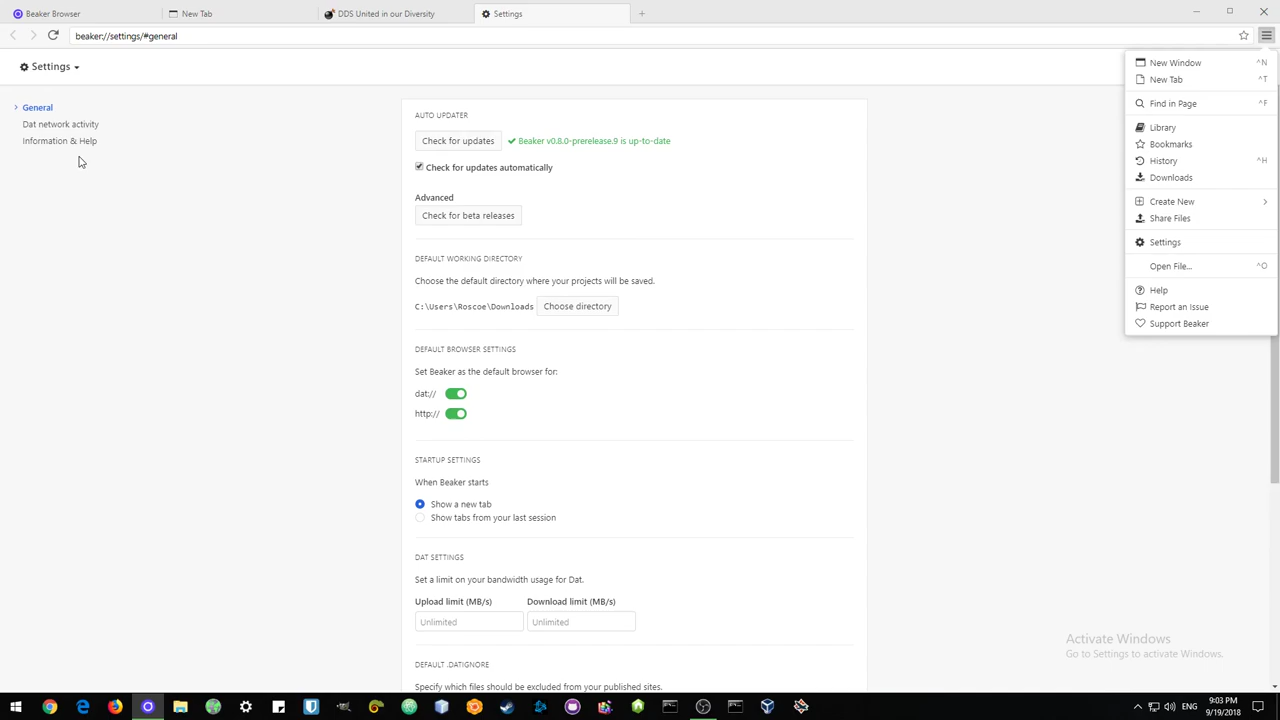 Beaker Browser
New Tab
DDS United in our Diversity
Settings
beaker://settings/#general
Settings
General
Dat network activity
Information & Help
AUTO UPDATER
Check for updates
Beaker v0.8.0-prerelease.9 is up-to-date
Check for updates automatically
Advanced
Check for beta releases
DEFAULT WORKING DIRECTORY
Choose the default directory where your projects will be saved.
C:\Users\Roscoe\Downloads Choose directory
DEFAULT BROWSER SETTINGS
Set Beaker as the default browser for:
dat://
http://
STARTUP SETTINGS
When Beaker starts
Show a new tab
Show tabs from your last session
DAT SETTINGS
Set a limit on your bandwidth usage for Dat.
Upload limit (MB/s) Download limit (MB/s)
Unlimited Unlimited
DEFAULT .DATIGNORE
Specify which files should be excluded from your published sites.
New Window ^N
New Tab ^T
Find in Page ^F
Library
Bookmarks
History ^H
Downloads
Create New
Share Files
Settings
Open File... ^O
Help
Report an Issue
Support Beaker
Activate Windows
Go to Settings to activate Windows.
ENG
9:03 PM
9/19/2018